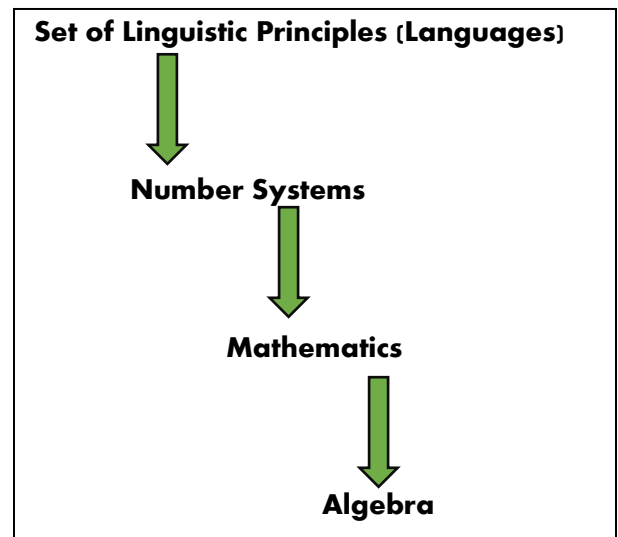 Set of Linguistic Principles (Languages)
Number Systems
Mathematics
Algebra